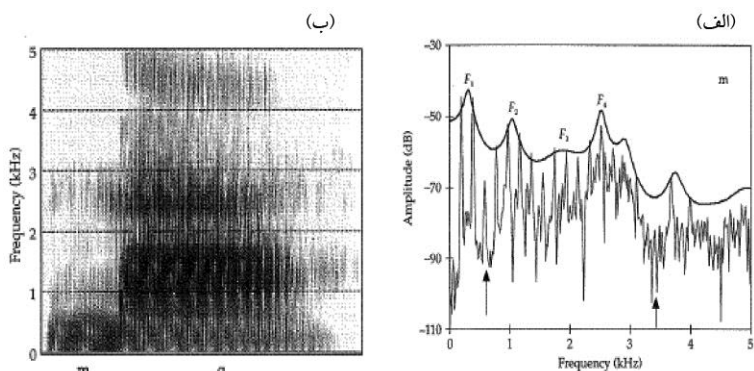 (ب)
5
4
3
2
1
0
Frequency (kHz)
m
(الف)
-30
-50
-70
-90
-110
Amplitude (dB)
F₁
F₂
F₃
F₄
m
0 1 2 3 4 5
Frequency (kHz)